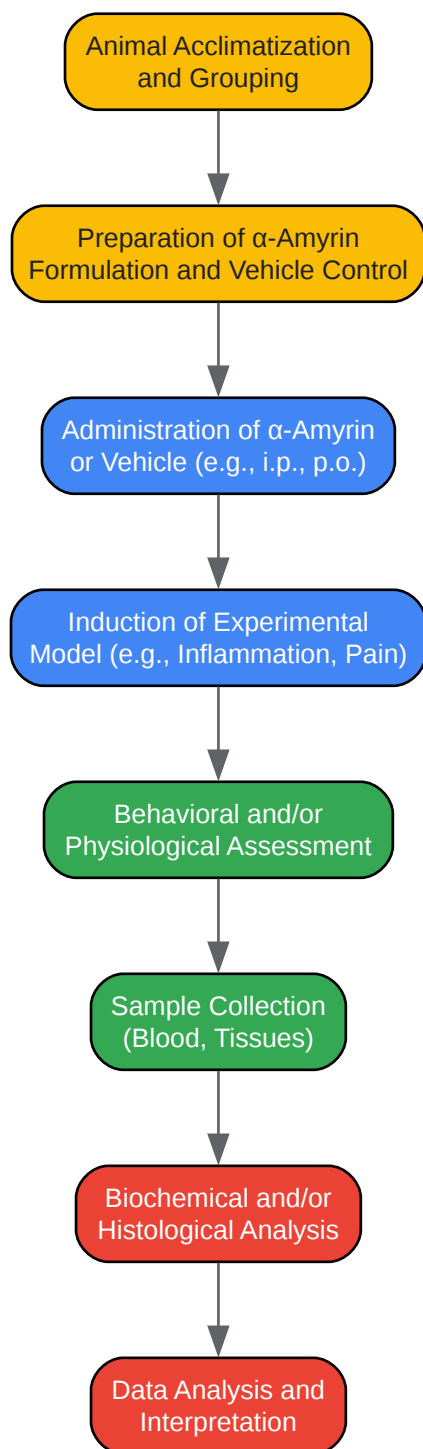 Animal Acclimatization
and Grouping
Preparation of α-Amyrin
Formulation and Vehicle Control
Administration of α-Amyrin
or Vehicle (e.g., i.p., p.o.)
Induction of Experimental
Model (e.g., Inflammation, Pain)
Behavioral and/or
Physiological Assessment
Sample Collection
(Blood, Tissues)
Biochemical and/or
Histological Analysis
Data Analysis and
Interpretation